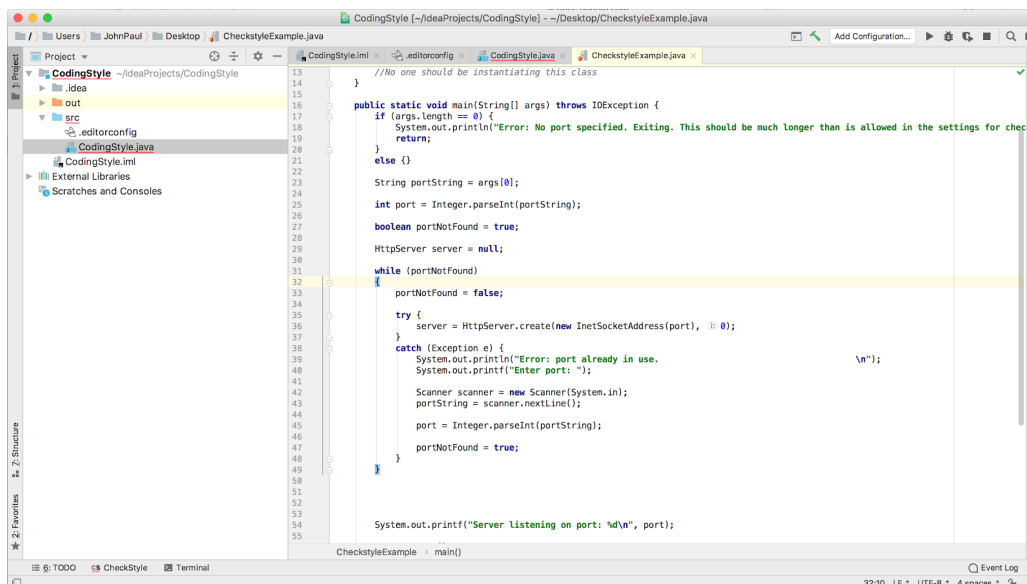 CodingStyle [~/IdeaProjects/CodingStyle] - ~/Desktop/CheckstyleExample.java
/ Users JohnPaul Desktop CheckstyleExample.java
Add Configuration...
1: Project
Project
CodingStyle.iml
.editorconfig
CodingStyle.java
CheckstyleExample.java
CodingStyle ~/IdeaProjects/CodingStyle
.idea
out
src
.editorconfig
CodingStyle.java
CodingStyle.iml
External Libraries
Scratches and Consoles
13 //No one should be instantiating this class
14 }
15
16 public static void main(String[] args) throws IOException {
17 if (args.length == 0) {
18 System.out.println("Error: No port specified. Exiting. This should be much longer than is allowed in the settings for chec
19 return;
20 }
21 else {}
22
23 String portString = args[0];
24
25 int port = Integer.parseInt(portString);
26
27 boolean portNotFound = true;
28
29 HttpServer server = null;
30
31 while (portNotFound)
32 {
33 portNotFound = false;
34
35 try {
36 server = HttpServer.create(new InetSocketAddress(port), i: 0);
37 }
38 catch (Exception e) {
39 System.out.println("Error: port already in use. \n");
40 System.out.printf("Enter port: ");
41
42 Scanner scanner = new Scanner(System.in);
43 portString = scanner.nextLine();
44
45 port = Integer.parseInt(portString);
46
47 portNotFound = true;
48 }
49 }
50
51
52
53
54 System.out.printf("Server listening on port: %d\n", port);
55
7: Structure
2: Favorites
CheckstyleExample › main()
6: TODO
CheckStyle
Terminal
Event Log
32:10 LF UTF-8 4 spaces